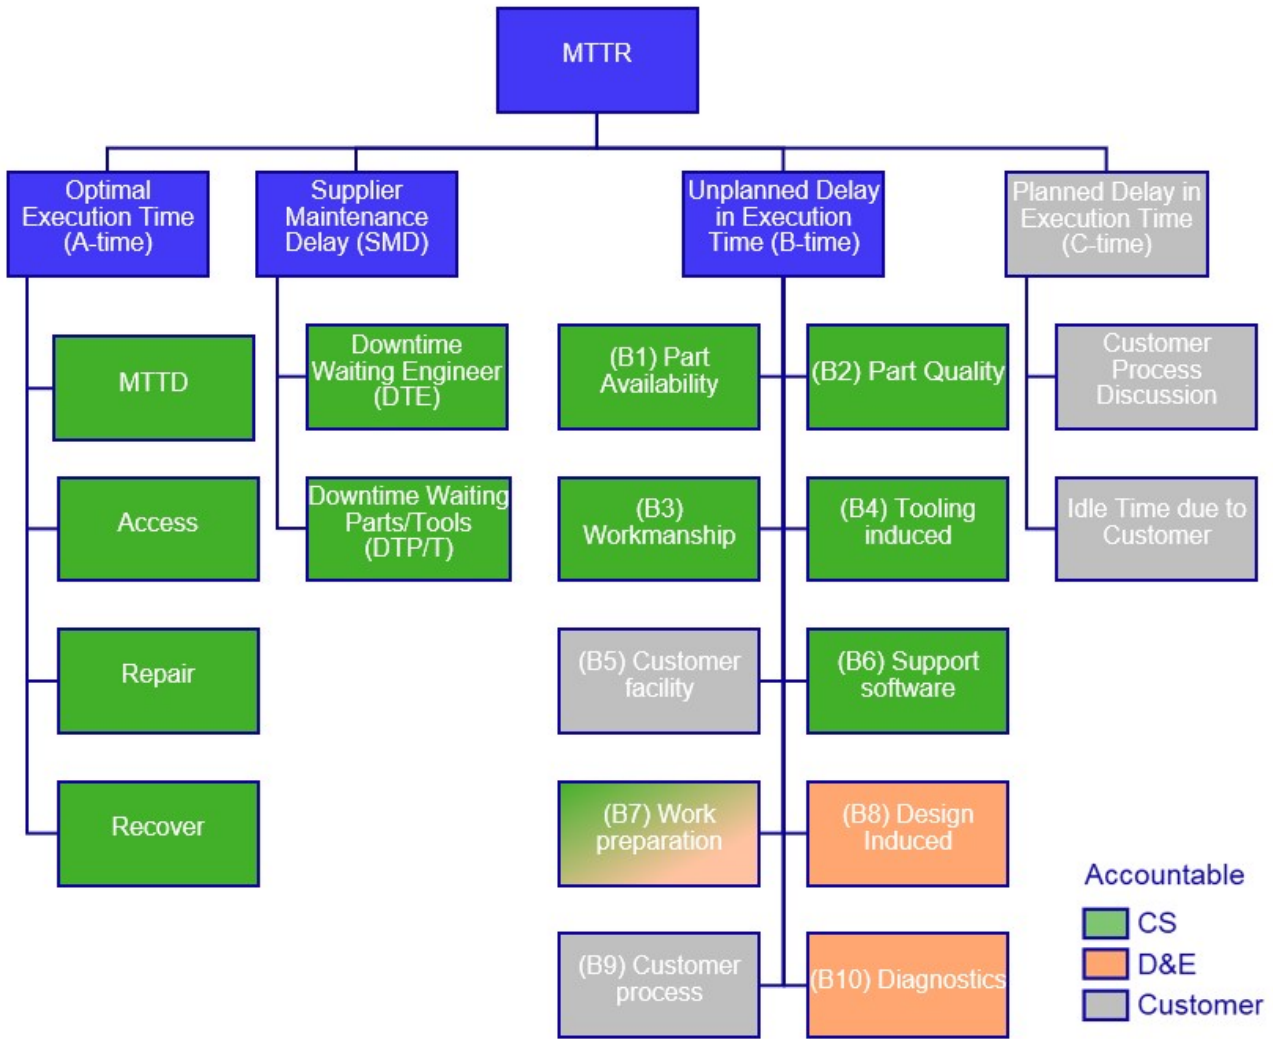 MTTR
Optimal
Execution Time
(A-time)
Supplier
Maintenance
Delay (SMD)
Unplanned Delay
in Execution
Time (B-time)
Planned Delay in
Execution Time
(C-time)
MTTD
Access
Repair
Recover
Downtime
Waiting Engineer
(DTE)
Downtime Waiting
Parts/Tools
(DTP/T)
(B1) Part
Availability
(B2) Part Quality
(B3)
Workmanship
(B4) Tooling
induced
(B5) Customer
facility
(B6) Support
software
(B7) Work
preparation
(B8) Design
Induced
(B9) Customer
process
(B10) Diagnostics
Customer
Process
Discussion
Idle Time due to
Customer
Accountable
CS
D&E
Customer